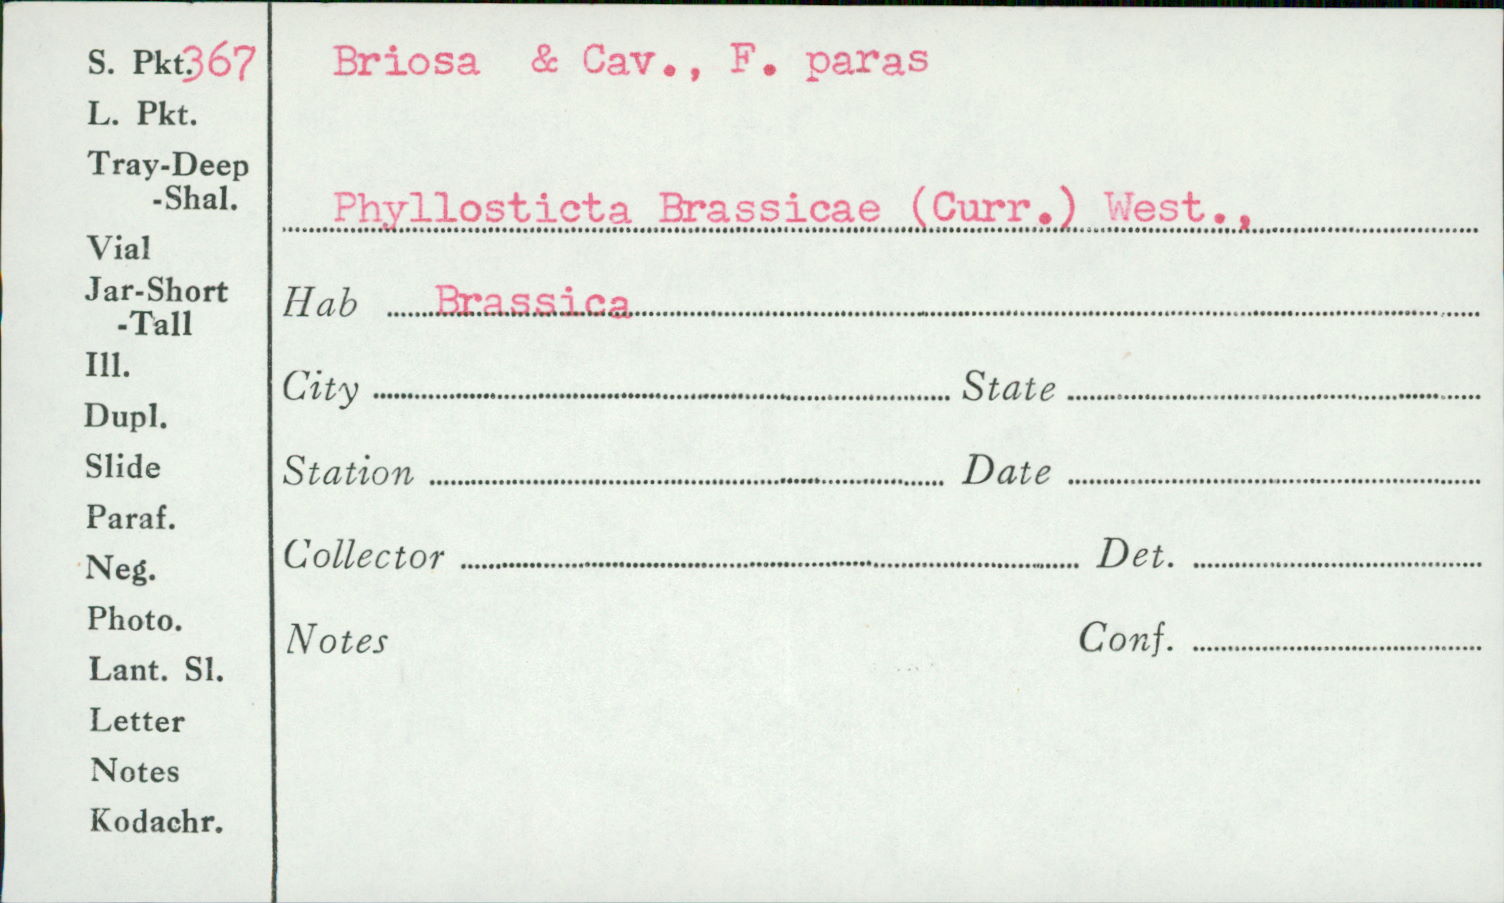 S. Pkt.367
L. Pkt.
Tray-Deep
-Shal.
Vial
Jar-Short
-Tall
Ill.
Dupl.
Slide
Paraf.
Neg.
Photo.
Lant. Sl.
Letter
Notes
Kodachr.
Briosa & Cav., F. paras
Phyllosticta Brassicae (Curr.) West.,
Hab Brassica
City State
Station Date
Collector Det.
Notes Conf.